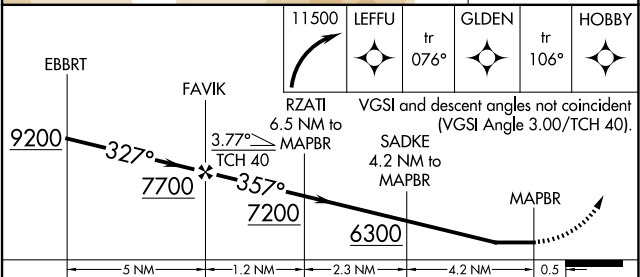 11500
LEFFU
tr
076°
GLDEN
tr
106°
HOBBY
EBBRT
FAVIK
RZATI
6.5 NM to
MAPBR
VGSI and descent angles not coincident
(VGSI Angle 3.00/TCH 40).
SADKE
4.2 NM to
MAPBR
MAPBR
9200
327°
7700
3.77°
TCH 40
357°
7200
6300
5 NM
1.2 NM
2.3 NM
4.2 NM
0.5